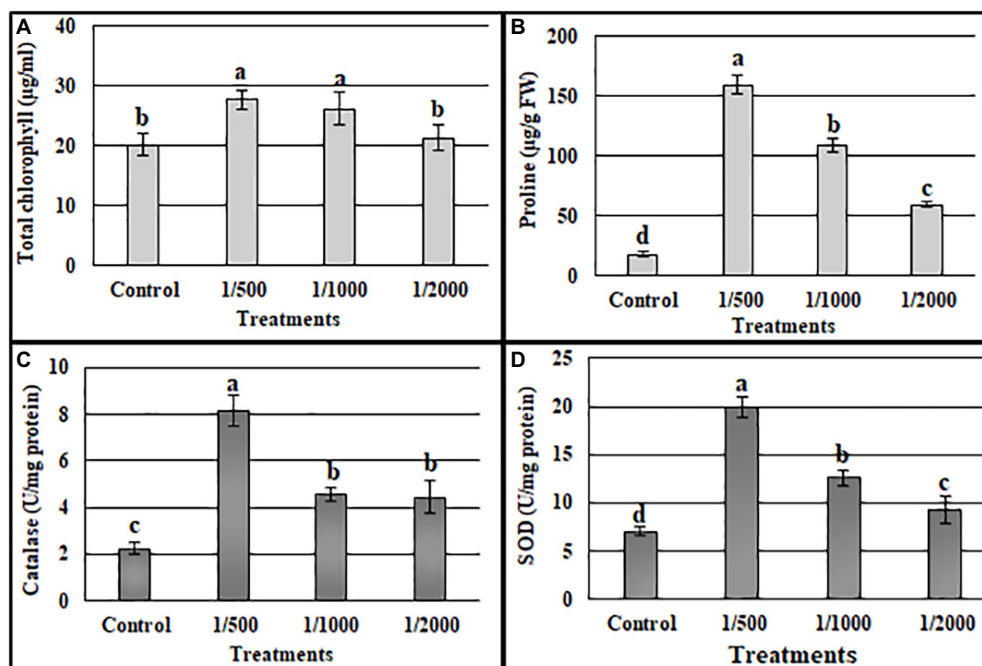 A
Total chlorophyll (µg/ml)
40
30
20
10
0
b
a
a
b
Control 1/500 1/1000 1/2000
Treatments
B
Proline (µg/g FW)
200
150
100
50
0
d
a
b
c
Control 1/500 1/1000 1/2000
Treatments
C
Catalase (U/mg protein)
10
8
6
4
2
0
c
a
b
b
Control 1/500 1/1000 1/2000
Treatments
D
SOD (U/mg protein)
25
20
15
10
5
0
d
a
b
c
Control 1/500 1/1000 1/2000
Treatments